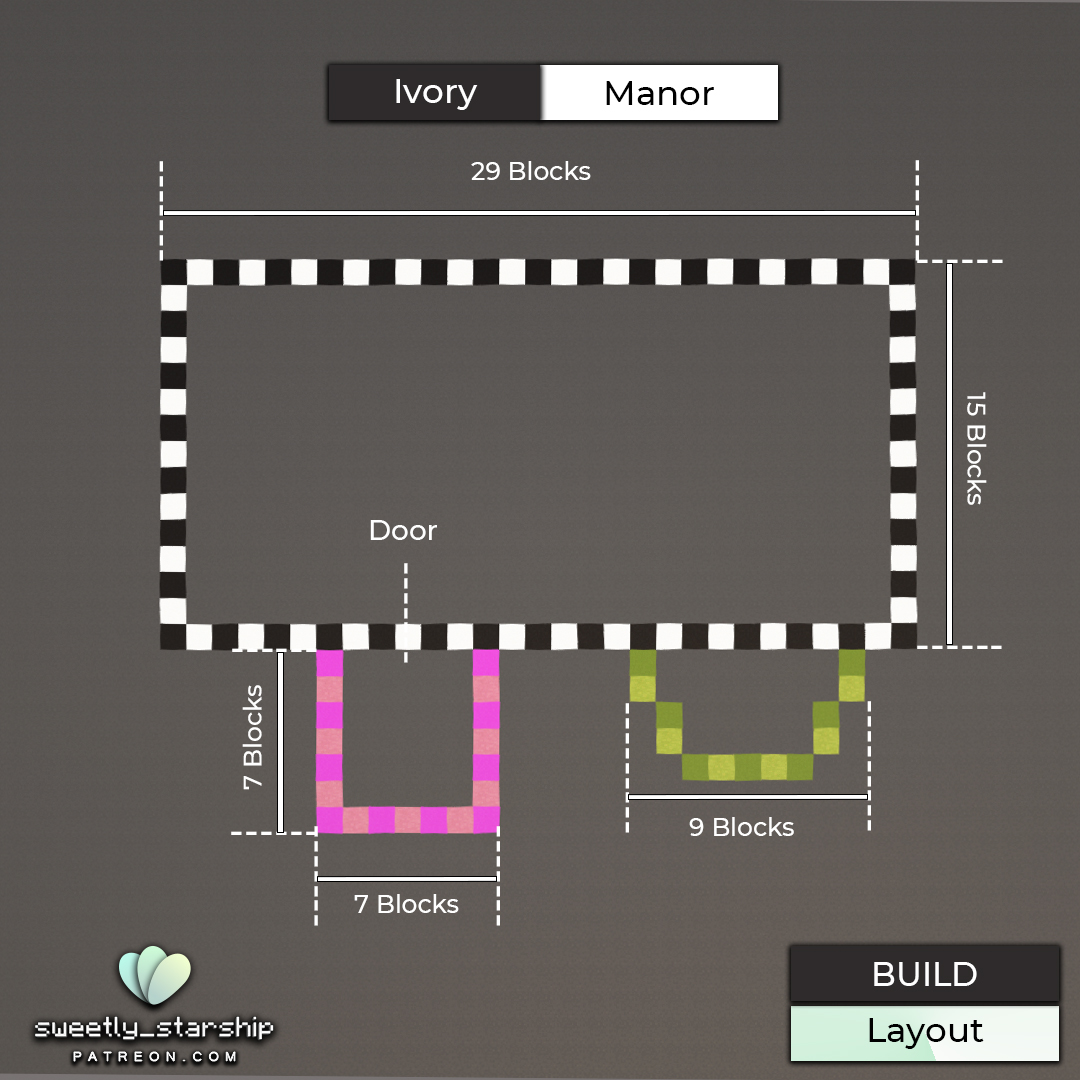 Ivory Manor
29 Blocks
15 Blocks
Door
7 Blocks
9 Blocks
7 Blocks
BUILD
Layout
sweetly_starship
PATREON.COM